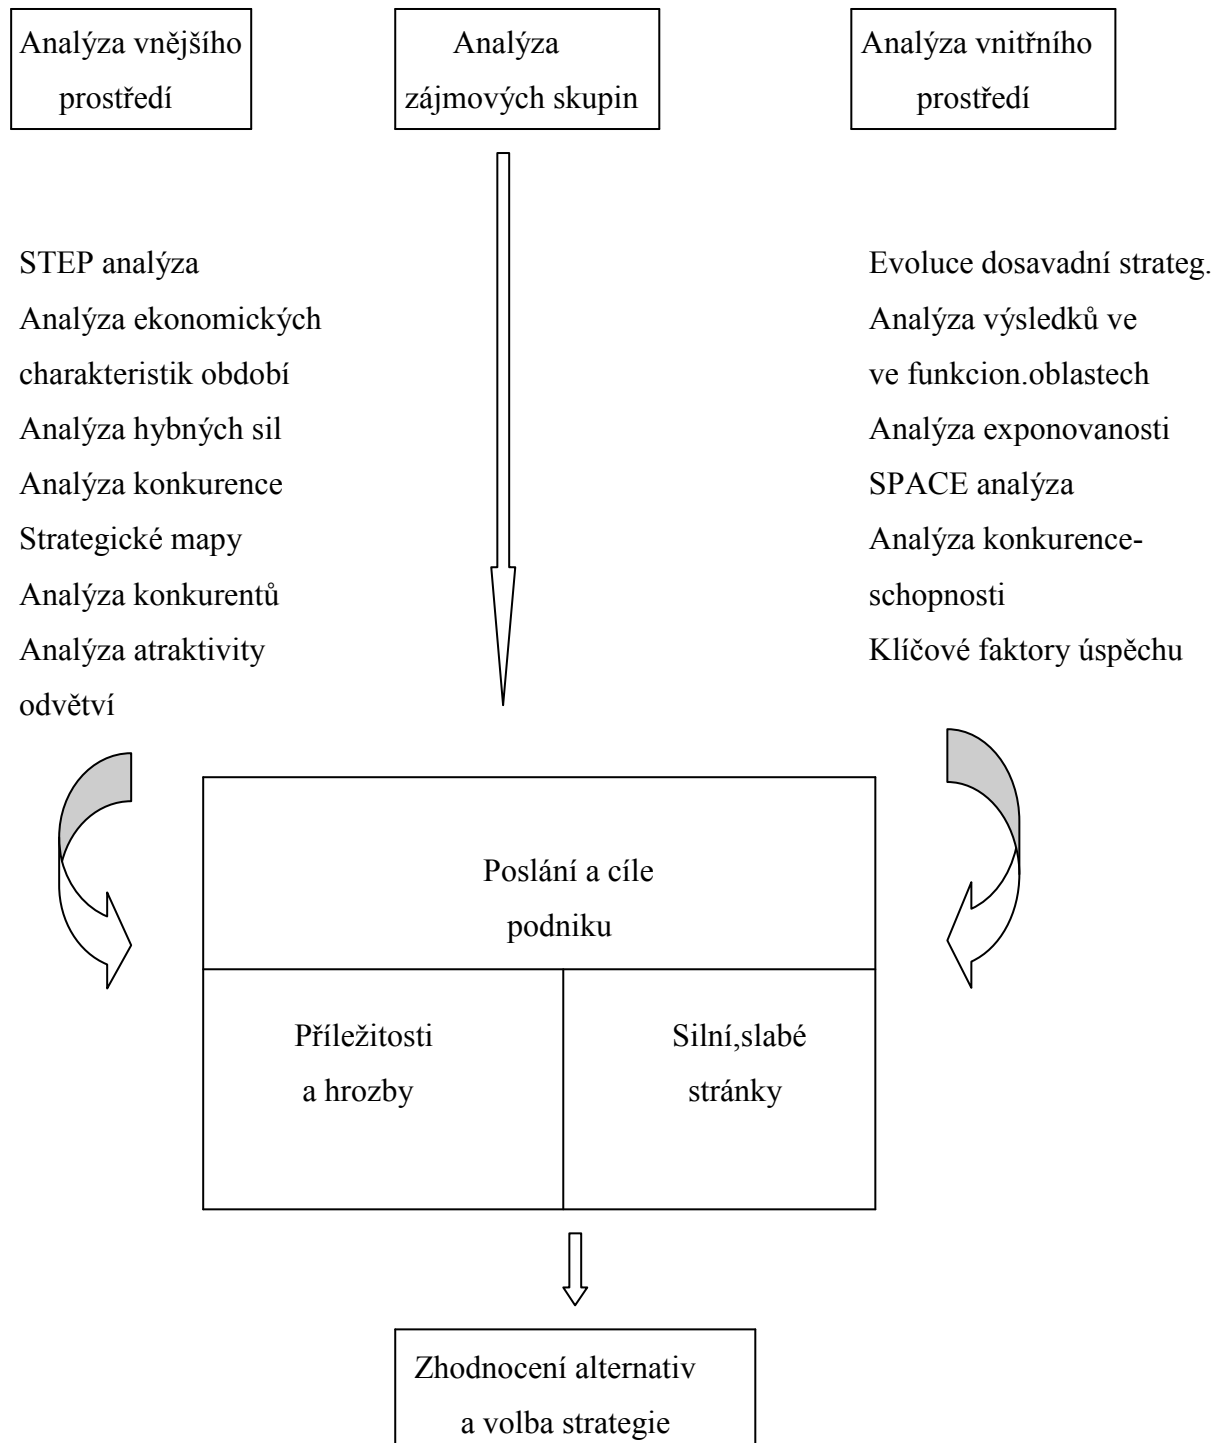 Analýza vnějšího
prostředí
Analýza
zájmových skupin
Analýza vnitřního
prostředí
STEP analýza
Analýza ekonomických
charakteristik období
Analýza hybných sil
Analýza konkurence
Strategické mapy
Analýza konkurentů
Analýza atraktivity
odvětví
Evoluce dosavadní strateg.
Analýza výsledků ve
ve funkcion.oblastech
Analýza exponovanosti
SPACE analýza
Analýza konkurence-
schopnosti
Klíčové faktory úspěchu
Poslání a cíle
podniku
Příležitosti
a hrozby
Silní,slabé
stránky
Zhodnocení alternativ
a volba strategie